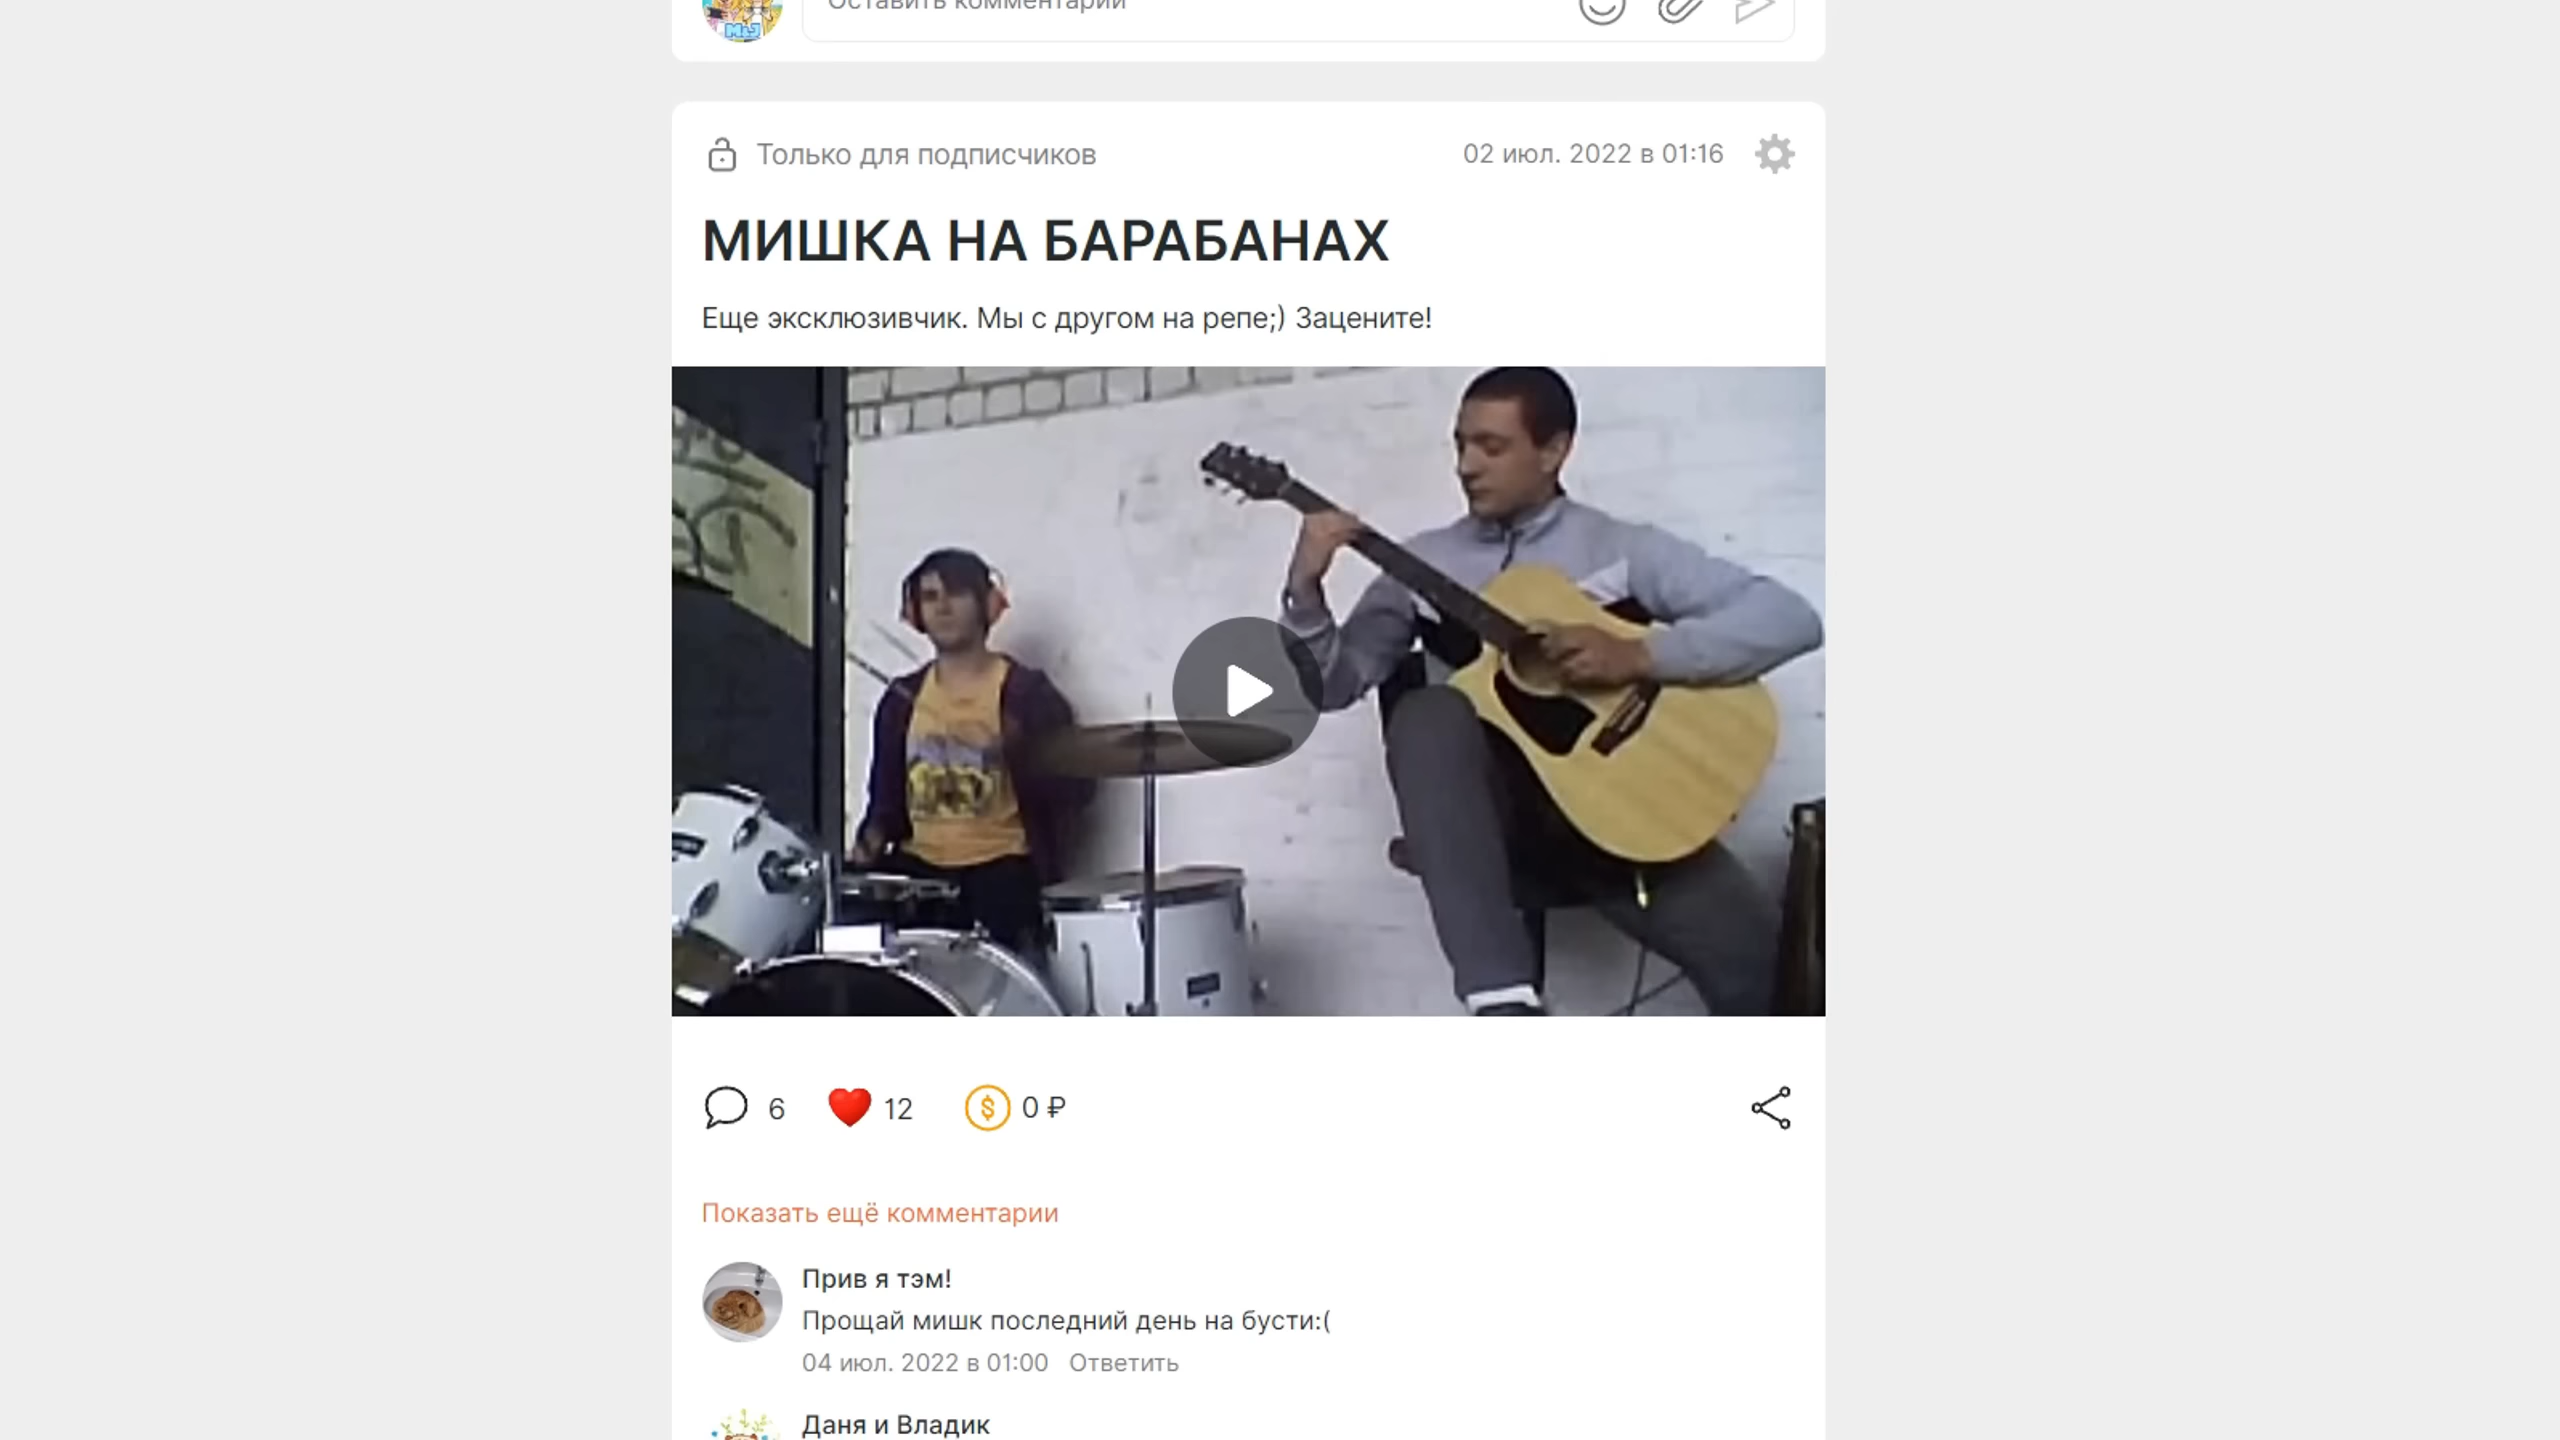 Оставить комментарий
M&J
Только для подписчиков
02 июл. 2022 в 01:16
МИШКА НА БАРАБАНАХ
Еще эксклюзивчик. Мы с другом на репе;) Зацените!
6
12
0 ₽
Показать ещё комментарии
Прив я тэм!
Прощай мишк последний день на бусти:(
04 июл. 2022 в 01:00 Ответить
Даня и Владик